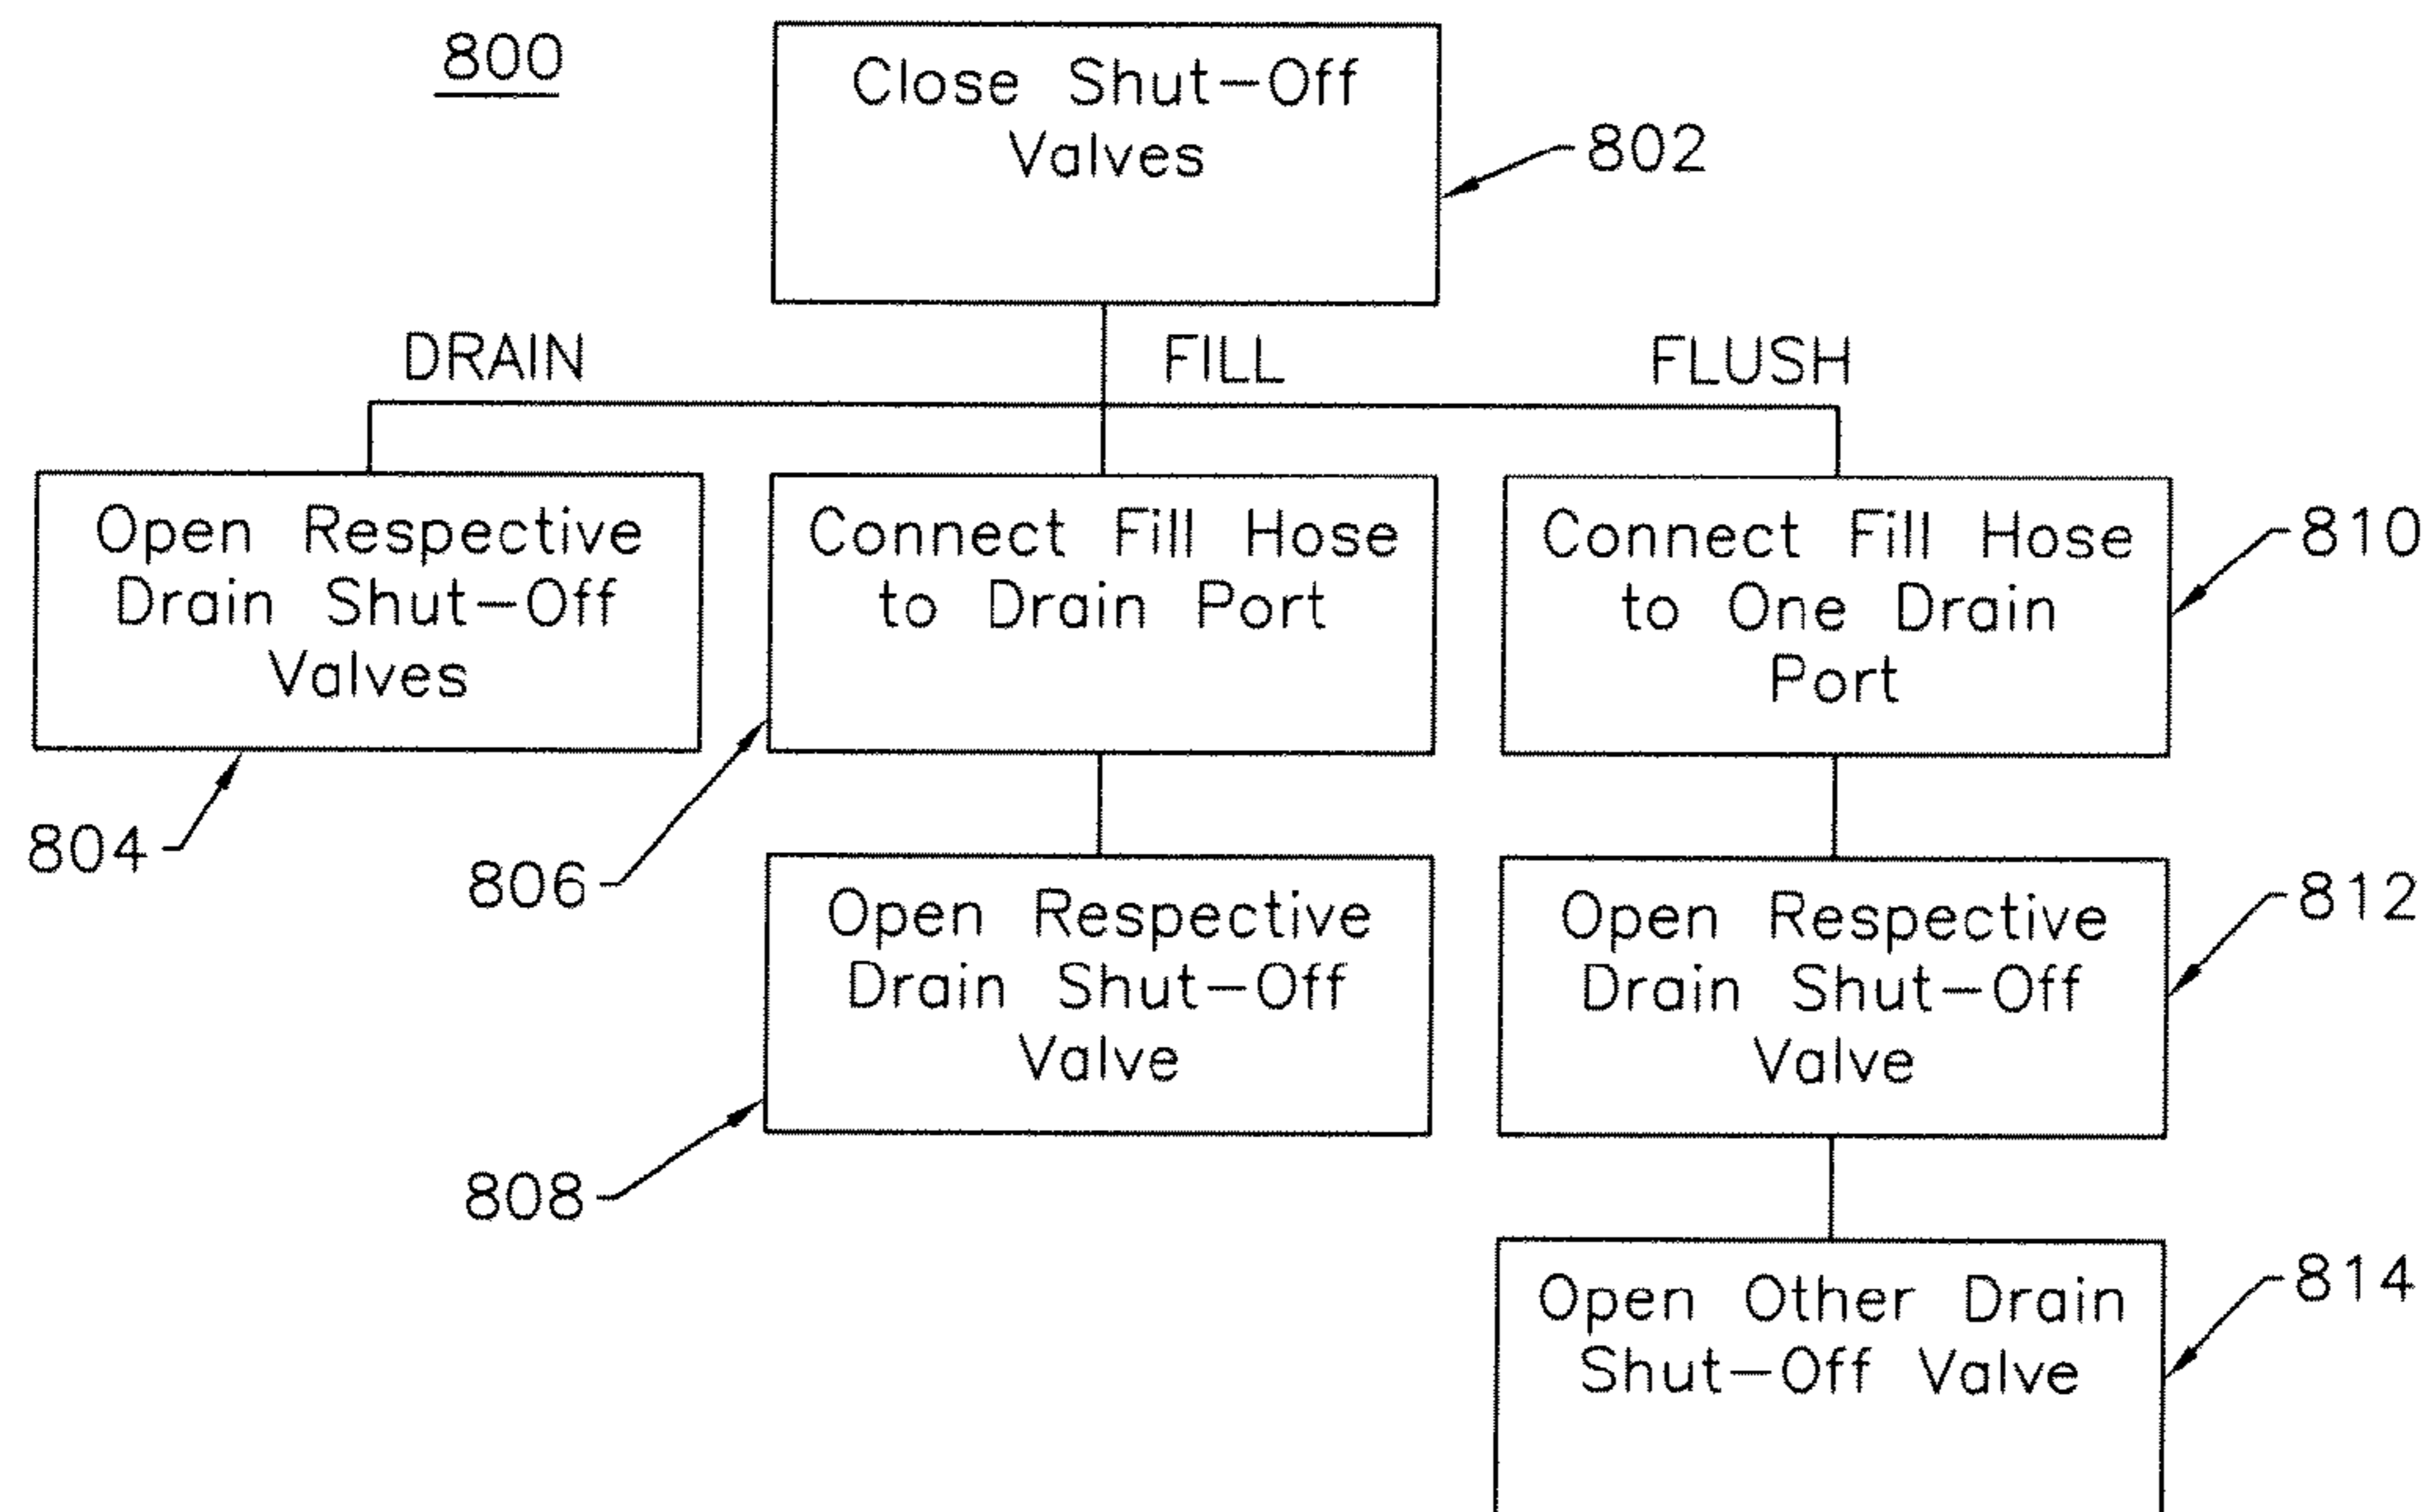 800
Close Shut-Off
Valves
802
DRAIN
FILL
FLUSH
Open Respective
Drain Shut-Off
Valves
804
Connect Fill Hose
to Drain Port
806
Connect Fill Hose
to One Drain
Port
810
Open Respective
Drain Shut-Off
Valve
808
Open Respective
Drain Shut-Off
Valve
812
Open Other Drain
Shut-Off Valve
814